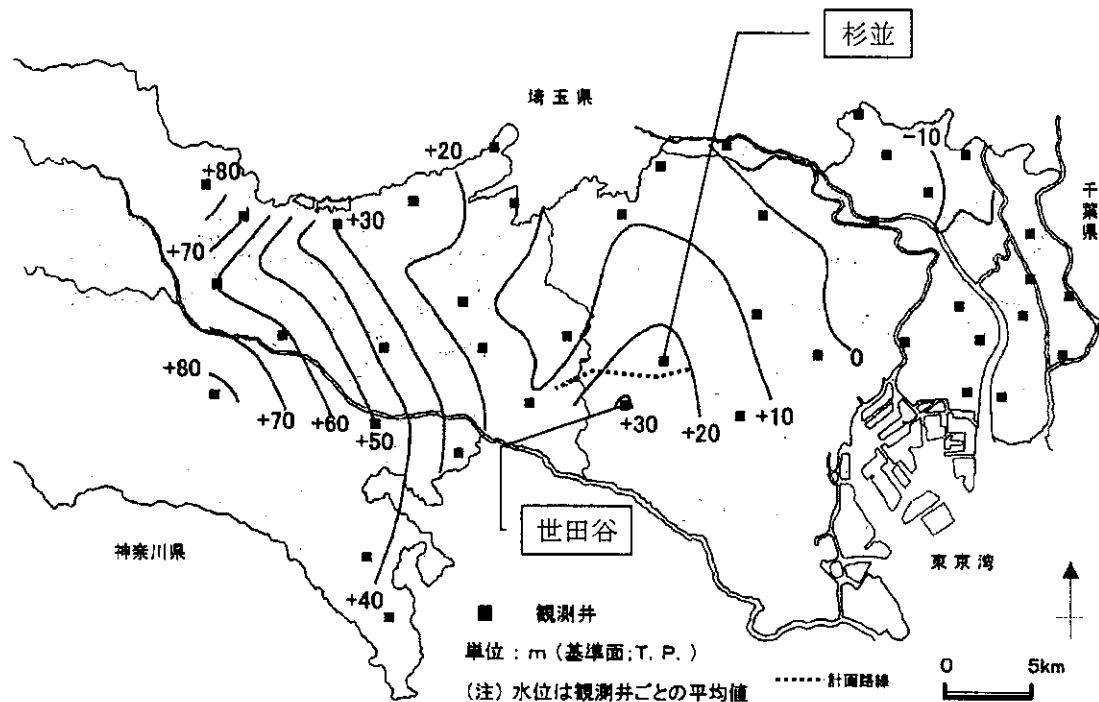 杉並
埼玉県
+20
-10
+80
千葉県
+30
+70
0
+80
+70
+60
+50
+30
+20
+10
世田谷
神奈川県
東京湾
+40
観測井
単位：m（基準面；T. P. ）
0 5km
計画路線
（注）水位は観測井ごとの平均値